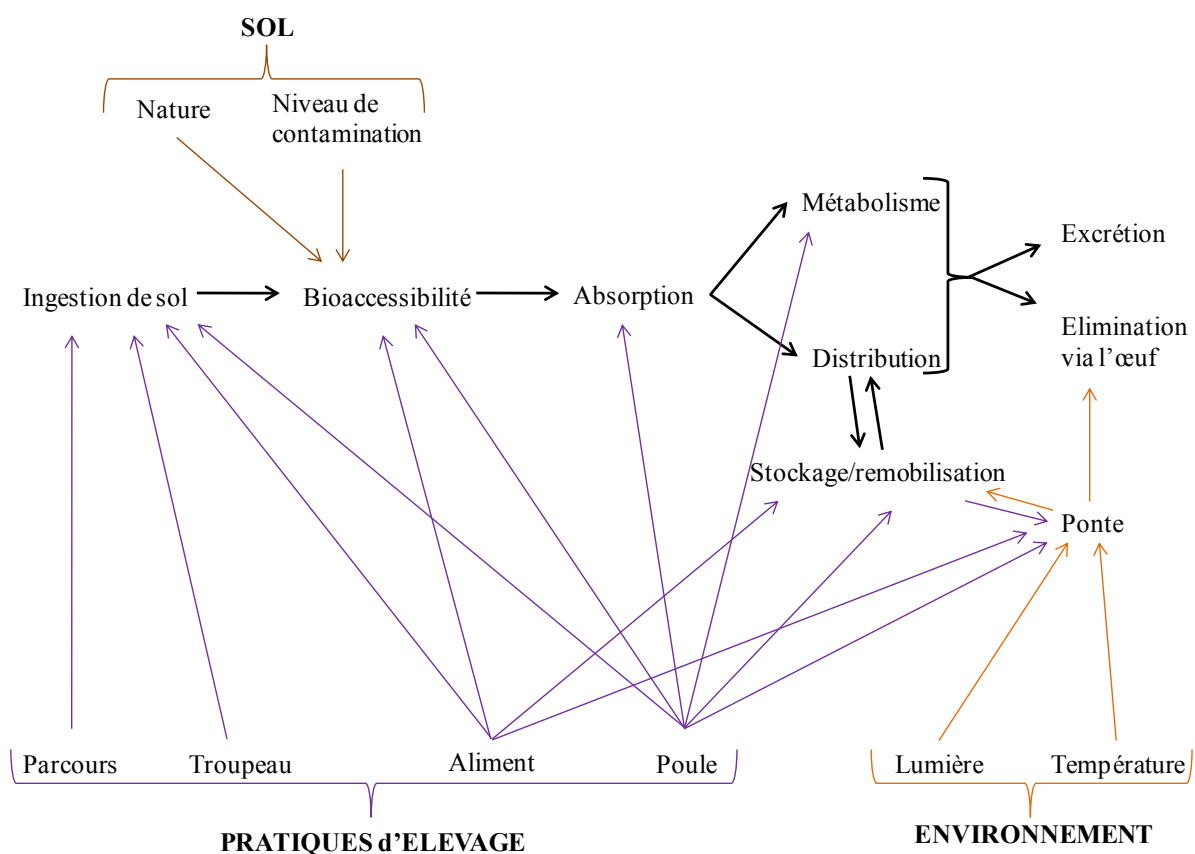 SOL
Nature
Niveau de
contamination
Métabolisme
Excrétion
Ingestion de sol
Bioaccessibilité
Absorption
Elimination
via l’œuf
Distribution
Stockage/remobilisation
Ponte
Parcours
Troupeau
Aliment
Poule
Lumière
Température
PRATIQUES d'ELEVAGE
ENVIRONNEMENT